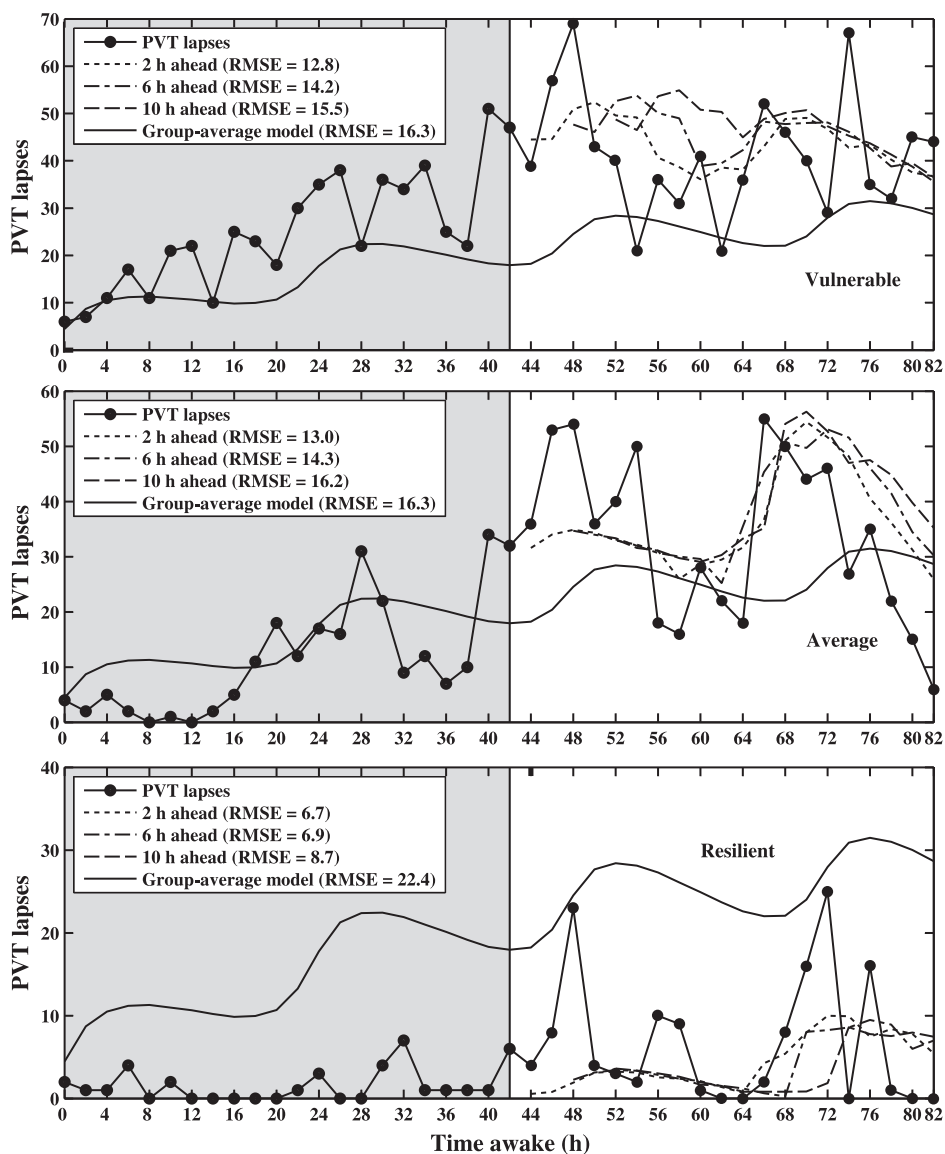 70
60
50
40
30
20
10
0
PVT lapses
PVT lapses
2 h ahead (RMSE = 12.8)
6 h ahead (RMSE = 14.2)
10 h ahead (RMSE = 15.5)
Group-average model (RMSE = 16.3)
Vulnerable
0 4 8 12 16 20 24 28 32 36 40 44 48 52 56 60 64 68 72 76 80 82
60
50
40
30
20
10
0
PVT lapses
PVT lapses
2 h ahead (RMSE = 13.0)
6 h ahead (RMSE = 14.3)
10 h ahead (RMSE = 16.2)
Group-average model (RMSE = 16.3)
Average
0 4 8 12 16 20 24 28 32 36 40 44 48 52 56 60 64 68 72 76 80 82
40
30
20
10
0
PVT lapses
PVT lapses
2 h ahead (RMSE = 6.7)
6 h ahead (RMSE = 6.9)
10 h ahead (RMSE = 8.7)
Group-average model (RMSE = 22.4)
Resilient
0 4 8 12 16 20 24 28 32 36 40 44 48 52 56 60 64 68 72 76 80 82
Time awake (h)